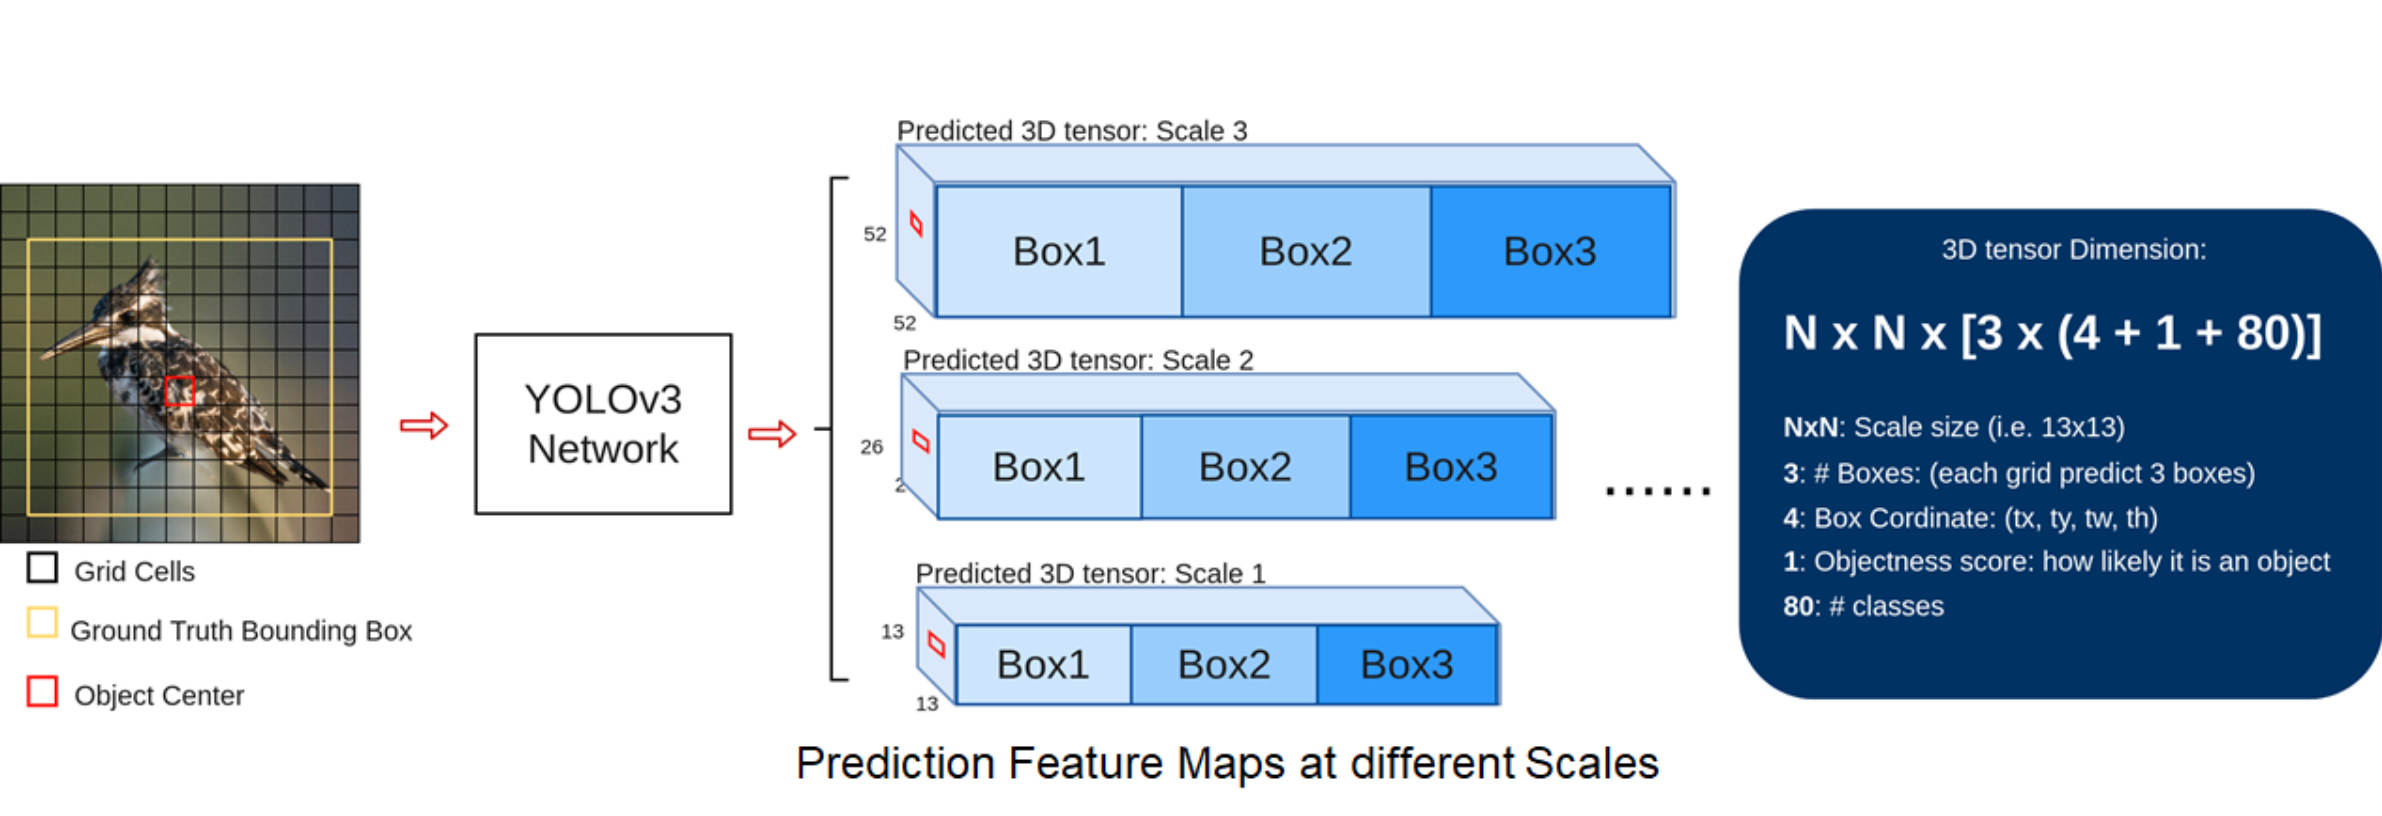 Grid Cells
Ground Truth Bounding Box
Object Center
YOLOv3
Network
Predicted 3D tensor: Scale 3
52
52
Box1 Box2 Box3
Predicted 3D tensor: Scale 2
26
2
Box1 Box2 Box3
Predicted 3D tensor: Scale 1
13
13
Box1 Box2 Box3
......
Prediction Feature Maps at different Scales
3D tensor Dimension:
N x N x [3 x (4 + 1 + 80)]
NxN: Scale size (i.e. 13x13)
3: # Boxes: (each grid predict 3 boxes)
4: Box Cordinate: (tx, ty, tw, th)
1: Objectness score: how likely it is an object
80: # classes